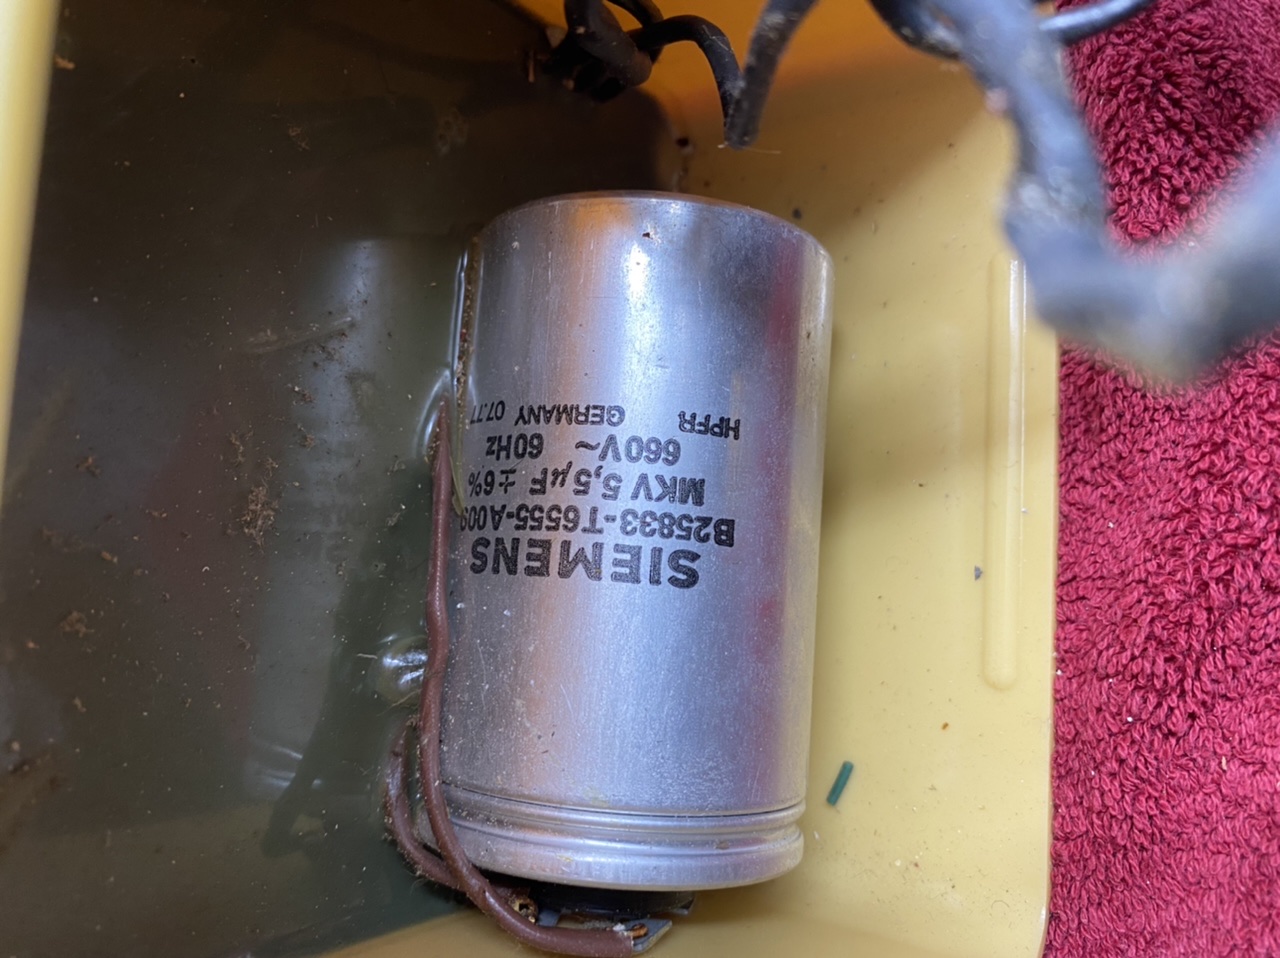 SIEMENS
B25833-T6555-A009
MKV 5,5µF ±6%
660V~ 60Hz
HPFR GERMANY 07.77